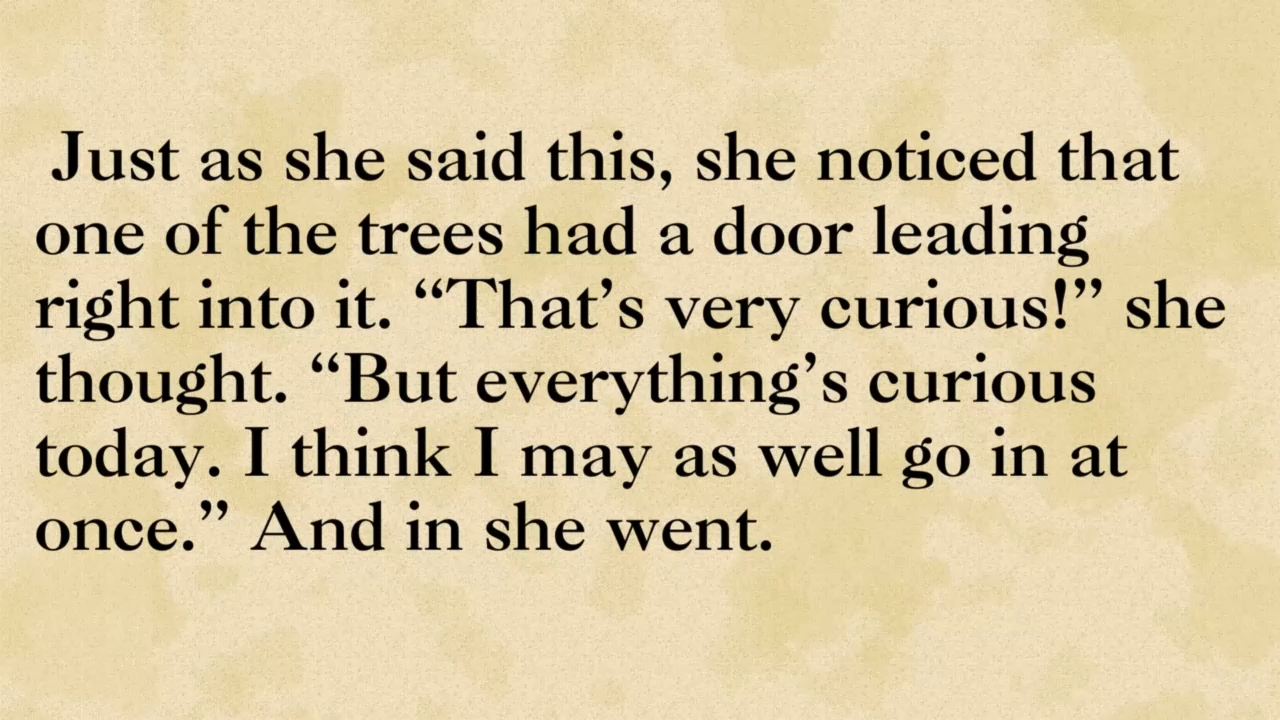 Just as she said this, she noticed that
one of the trees had a door leading
right into it. “That’s very curious!” she
thought. “But everything’s curious
today. I think I may as well go in at
once.” And in she went.